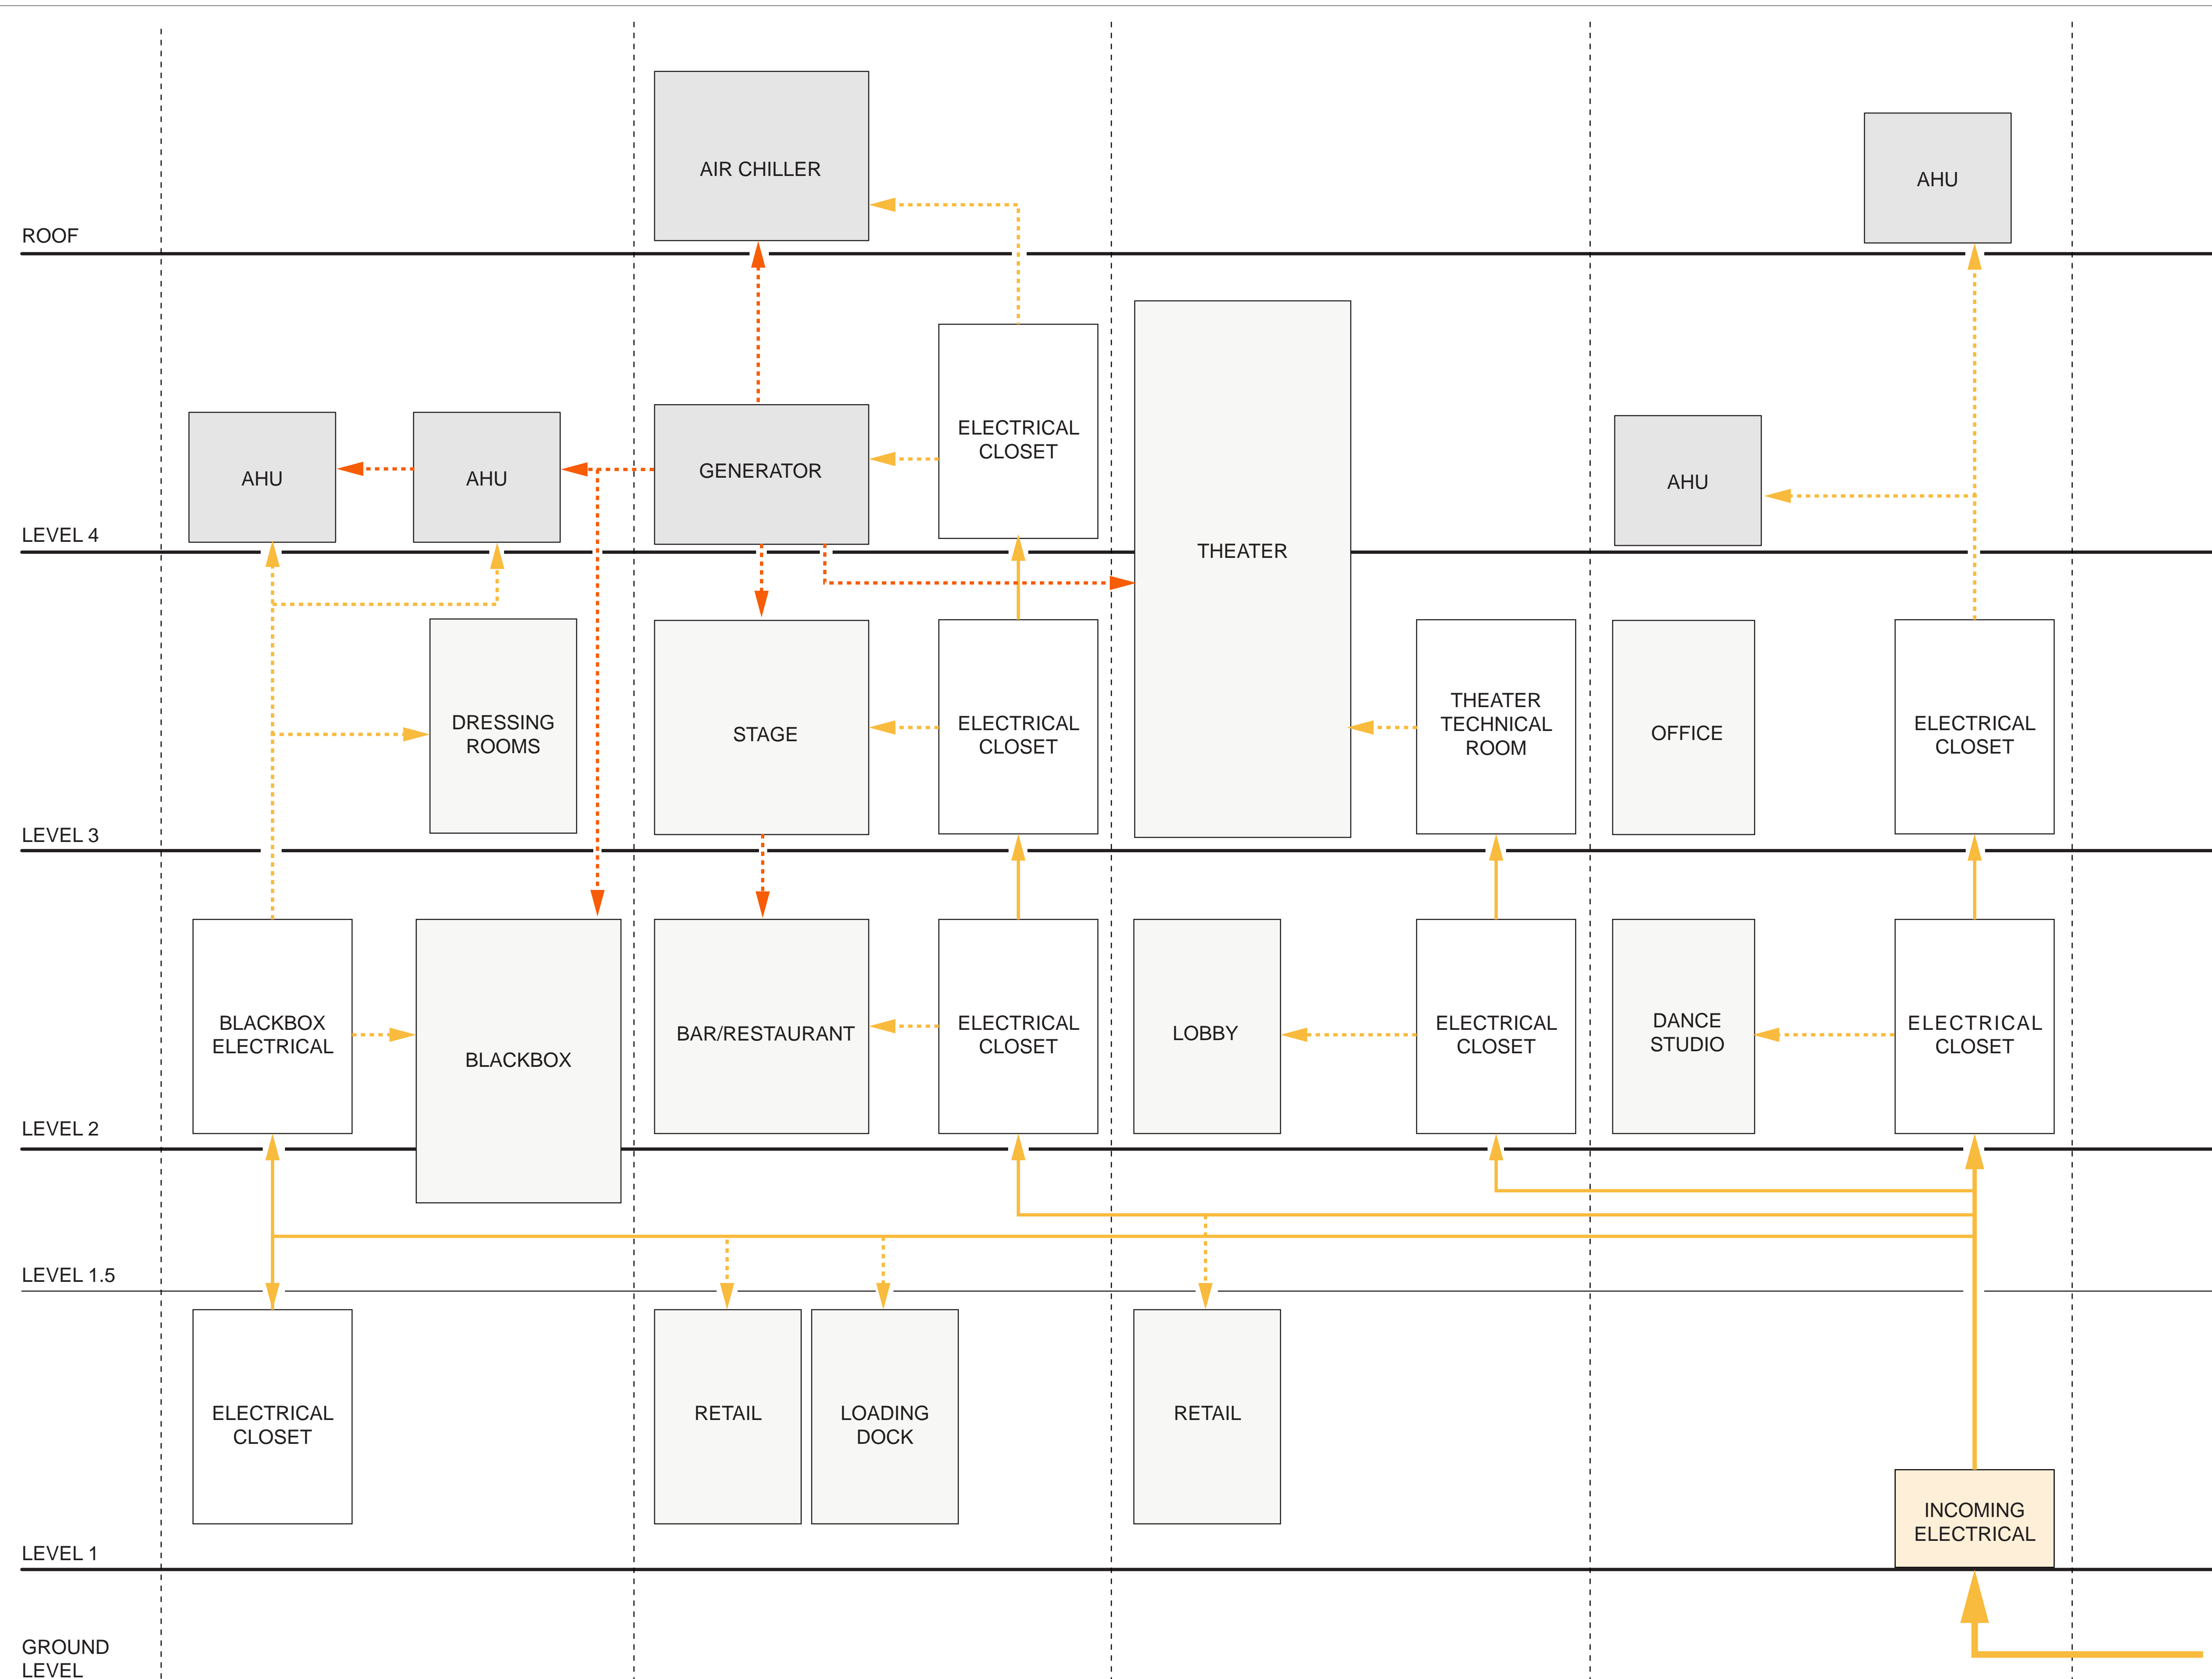 AIR CHILLER
AHU
ROOF
ELECTRICAL
CLOSET
AHU
AHU
GENERATOR
AHU
LEVEL 4
THEATER
DRESSING
ROOMS
STAGE
ELECTRICAL
CLOSET
THEATER
TECHNICAL
ROOM
OFFICE
ELECTRICAL
CLOSET
LEVEL 3
BLACKBOX
ELECTRICAL
BLACKBOX
BAR/RESTAURANT
ELECTRICAL
CLOSET
LOBBY
ELECTRICAL
CLOSET
DANCE
STUDIO
ELECTRICAL
CLOSET
LEVEL 2
LEVEL 1.5
ELECTRICAL
CLOSET
RETAIL
LOADING
DOCK
RETAIL
INCOMING
ELECTRICAL
LEVEL 1
GROUND
LEVEL